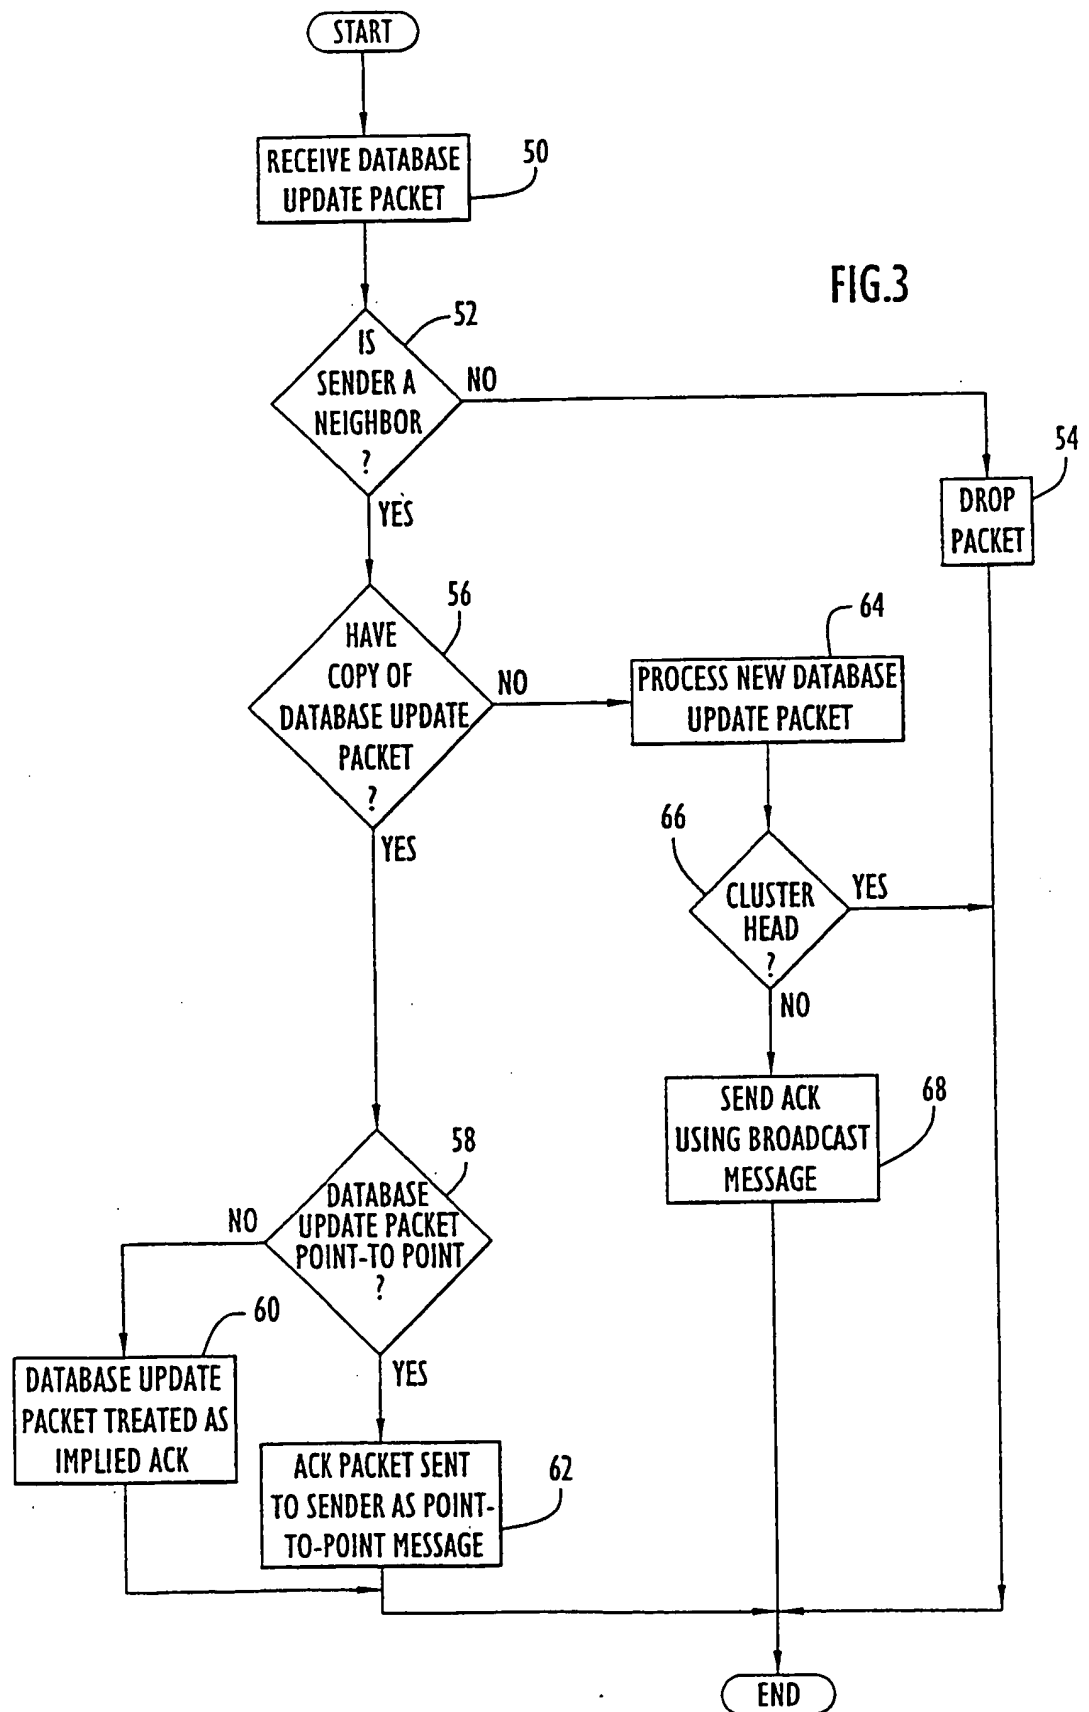 START
RECEIVE DATABASE
UPDATE PACKET
50
FIG.3
IS
SENDER A
NEIGHBOR
?
52
NO
YES
DROP
PACKET
54
HAVE
COPY OF
DATABASE UPDATE
PACKET
?
56
NO
YES
PROCESS NEW DATABASE
UPDATE PACKET
64
CLUSTER
HEAD
?
66
YES
NO
SEND ACK
USING BROADCAST
MESSAGE
68
DATABASE
UPDATE PACKET
POINT-TO POINT
?
58
NO
YES
DATABASE UPDATE
PACKET TREATED AS
IMPLIED ACK
60
ACK PACKET SENT
TO SENDER AS POINT-
TO-POINT MESSAGE
62
END